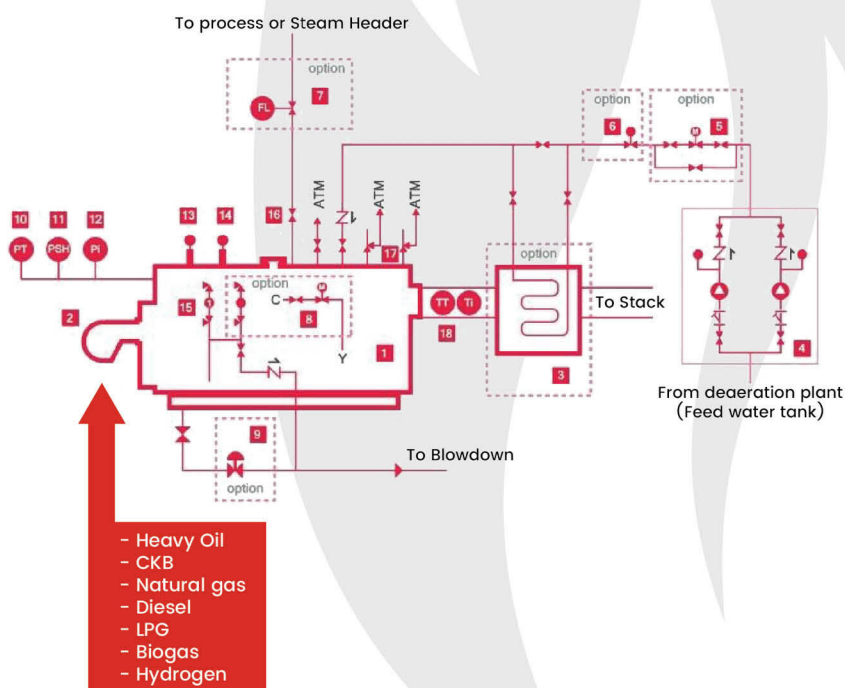 To process or Steam Header
option
7
FL
option
6
option
5
M
10
11
12
13
14
16
ATM
ATM
ATM
17
PT
PSH
Pi
option
2
15
C
M
8
Y
1
TT
Ti
18
option
To Stack
3
4
From deaeration plant
(Feed water tank)
9
option
To Blowdown
- Heavy Oil
- CKB
- Natural gas
- Diesel
- LPG
- Biogas
- Hydrogen